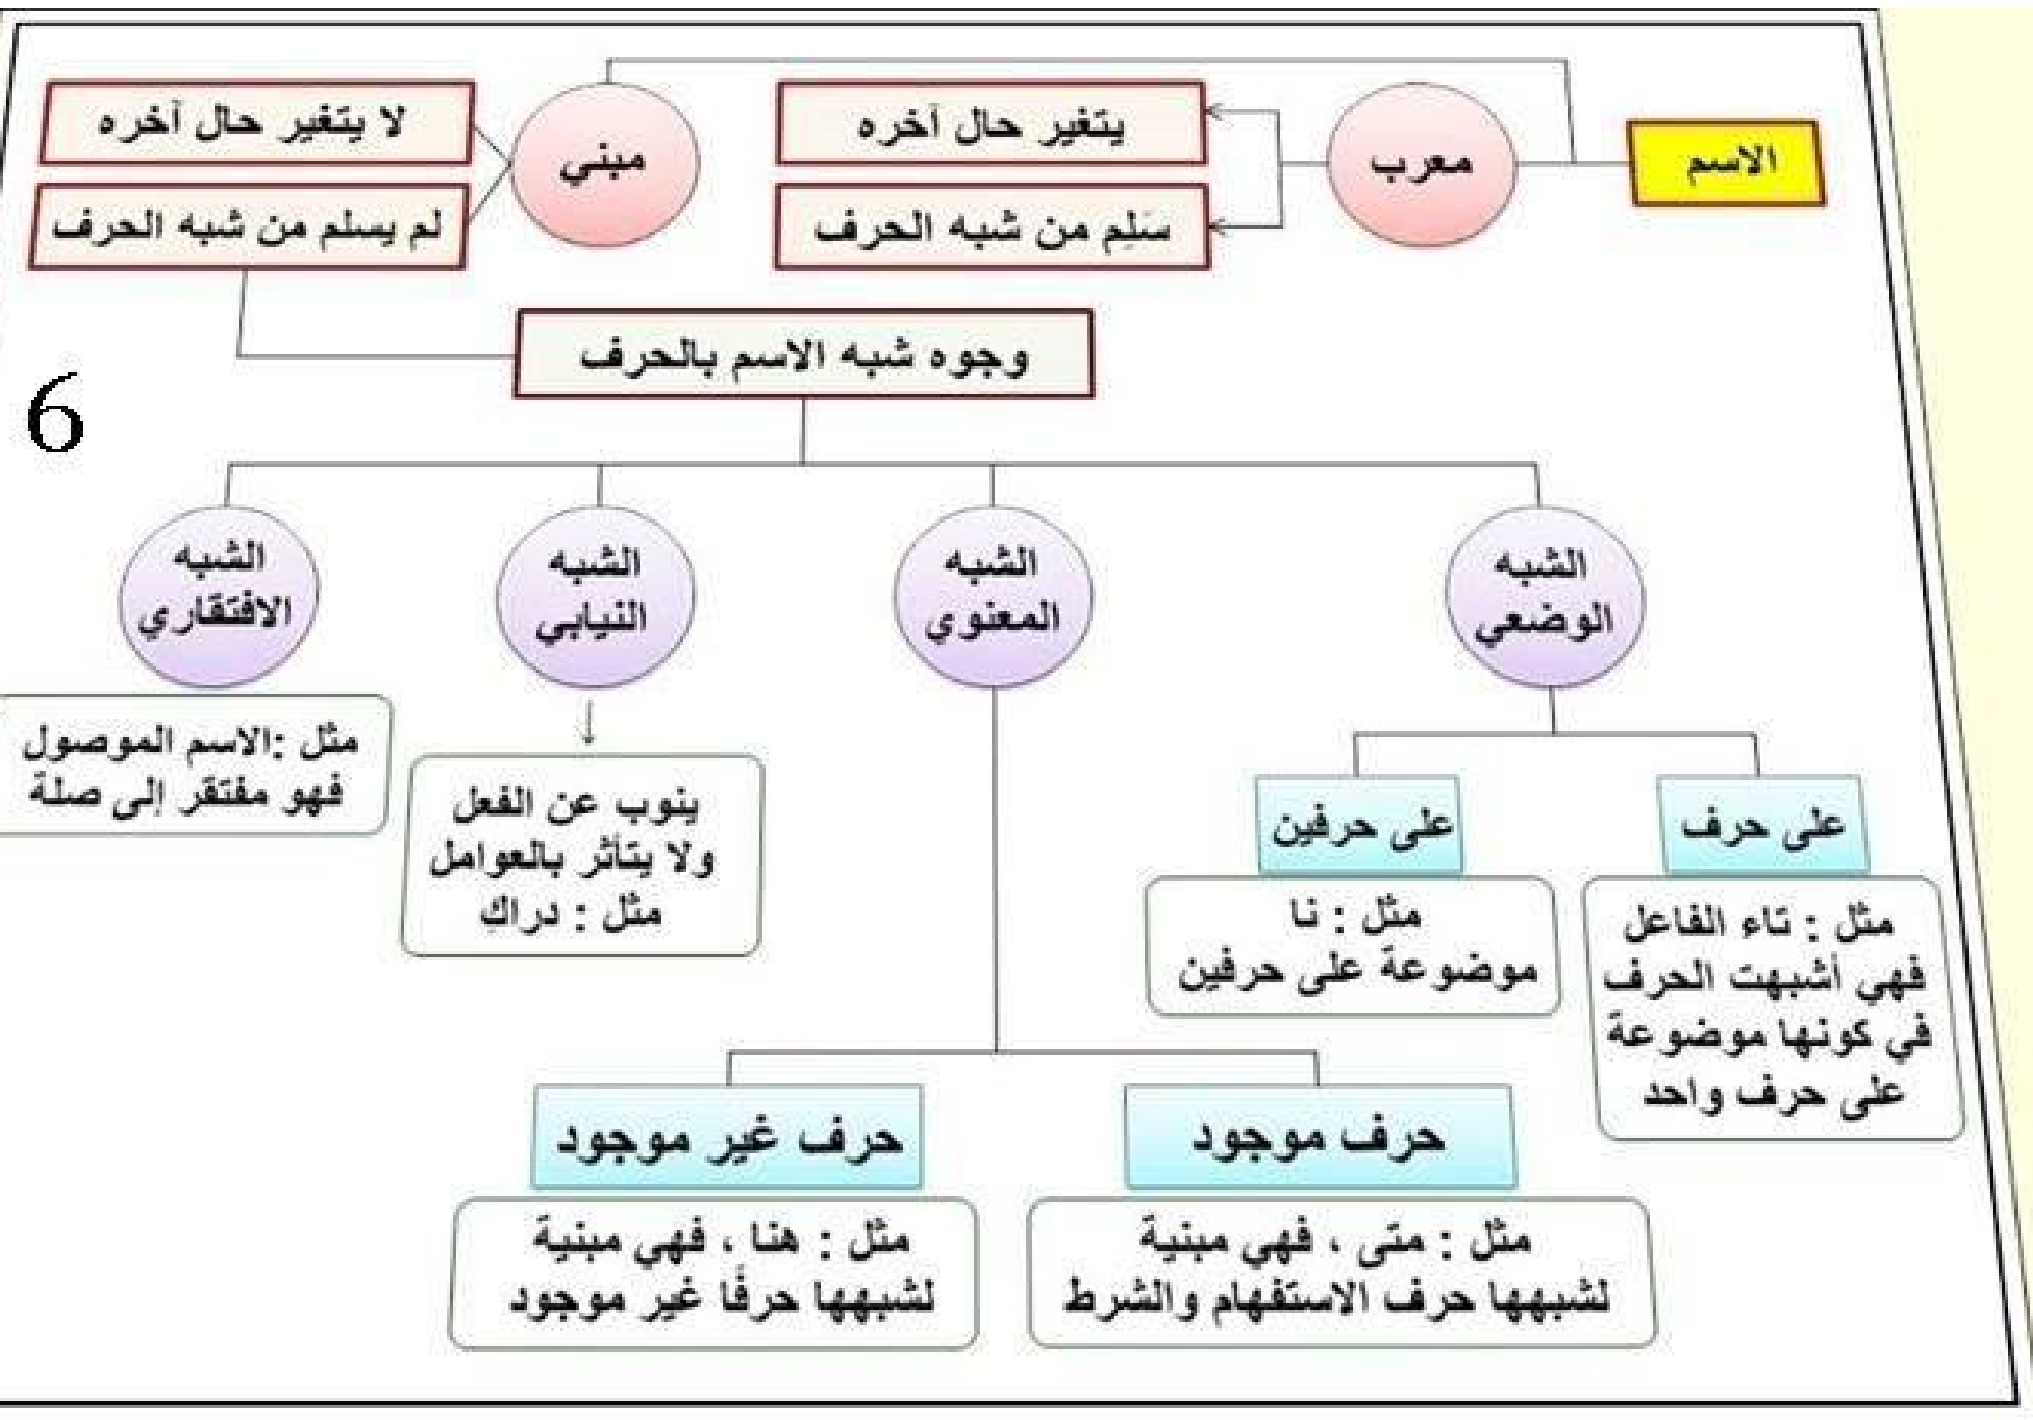 الاسم
معرب
يتغير حال آخره
سَلِم من شبه الحرف
مبني
لا يتغير حال آخره
لم يسلم من شبه الحرف
وجوه شبه الاسم بالحرف
6
الشبه
الوضعي
الشبه
المعنوي
الشبه
النيابي
الشبه
الافتقاري
على حرف
مثل : تاء الفاعل
فهي أشبهت الحرف
في كونها موضوعة
على حرف واحد
على حرفين
مثل : نا
موضوعة على حرفين
حرف موجود
مثل : متى ، فهي مبنية
لشبهها حرف الاستفهام والشرط
حرف غير موجود
مثل : هنا ، فهي مبنية
لشبهها حرفًا غير موجود
ينوب عن الفعل
ولا يتأثر بالعوامل
مثل : دراكِ
مثل :الاسم الموصول
فهو مفتقر إلى صلة